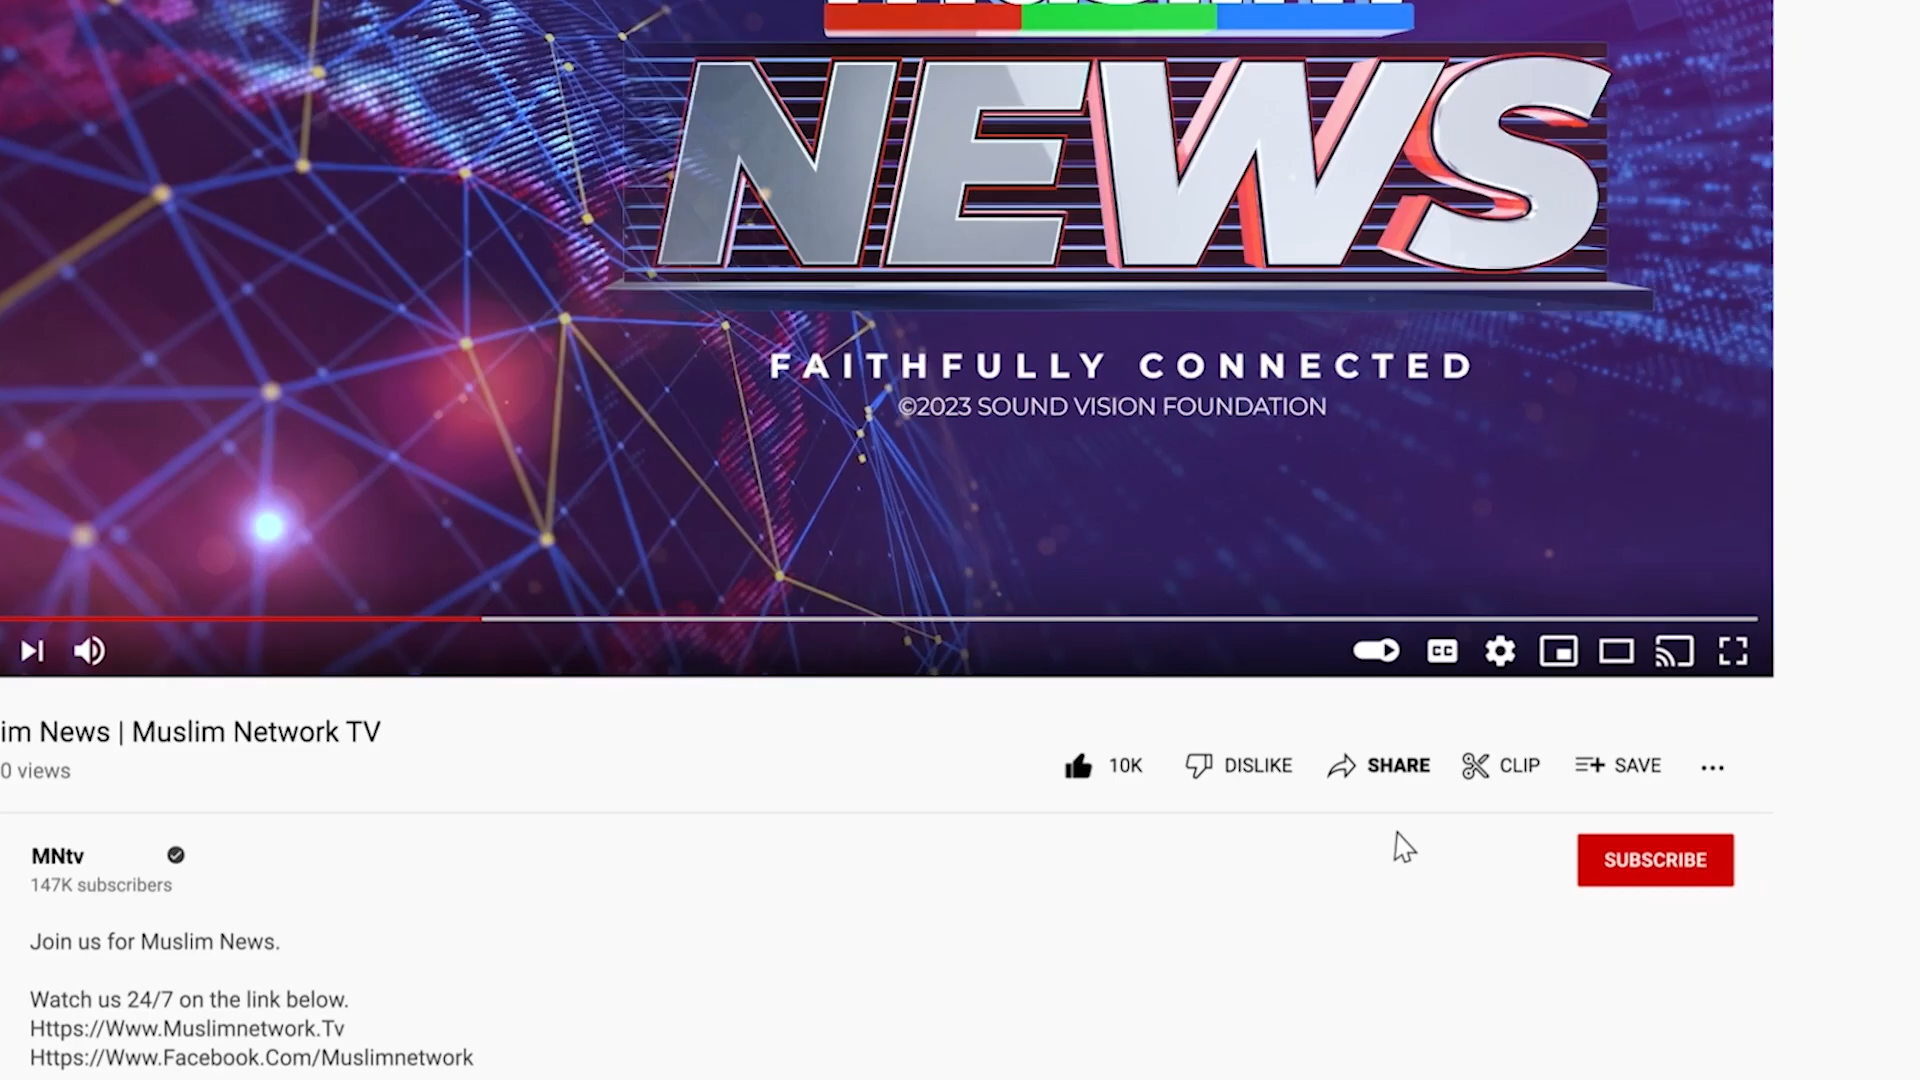 NEWS
FAITHFULLY CONNECTED
©2023 SOUND VISION FOUNDATION
CC
im News | Muslim Network TV
0 views
10K DISLIKE SHARE CLIP SAVE
MNtv
147K subscribers
SUBSCRIBE
Join us for Muslim News.
Watch us 24/7 on the link below.
Https://Www.Muslimnetwork.Tv
Https://Www.Facebook.Com/Muslimnetwork